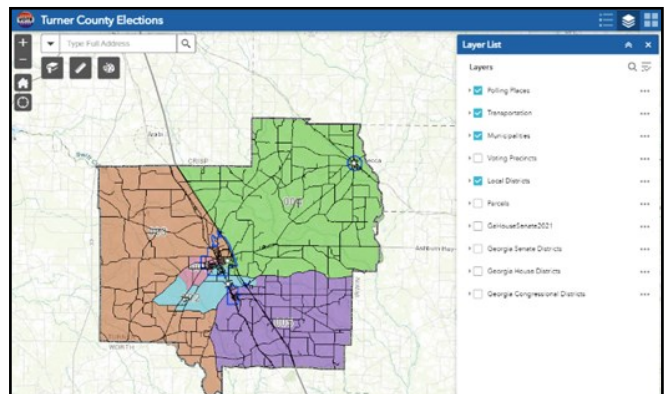 Turner County Elections
Type Full Address
Layer List
Layers
Polling Places
Transportation
Municipalities
Voting Precincts
Local Districts
Parcels
GaHouseSenate2021
Georgia Senate Districts
Georgia House Districts
Georgia Congressional Districts
Arabi
CRISP
WORTH